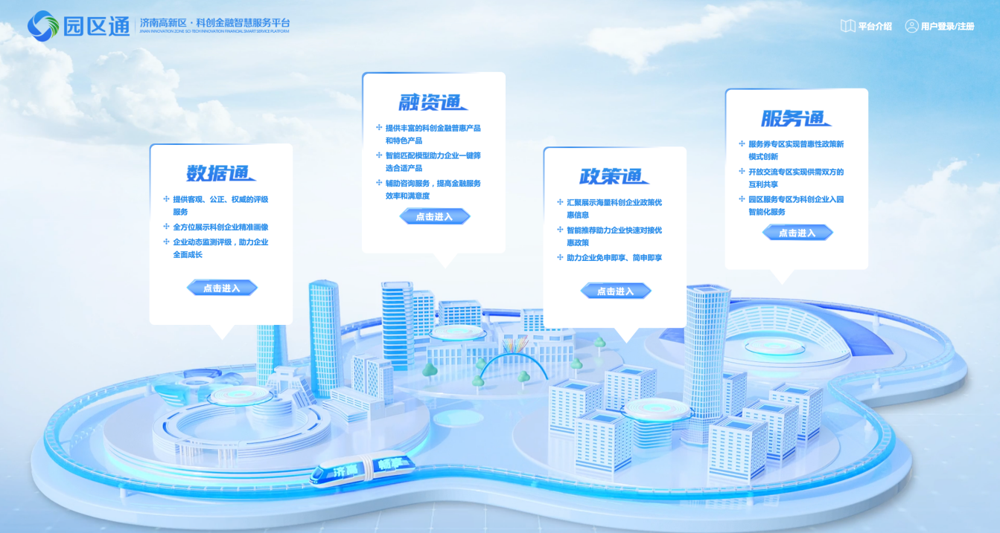 园区通
济南高新区·科创金融智慧服务平台
JINAN INNOVATION ZONE SCI-TECH INNOVATION FINANCIAL SMART SERVICE PLATFORM
平台介绍
用户登录/注册
数据通
提供客观、公正、权威的评级
服务
全方位展示科创企业精准画像
企业动态监测评级，助力企业
全面成长
点击进入
融资通
提供丰富的科创金融普惠产品
和特色产品
智能匹配模型助力企业一键筛
选合适产品
辅助咨询服务，提高金融服务
效率和满意度
点击进入
政策通
汇聚展示海量科创企业政策优
惠信息
智能推荐助力企业快速对接优
惠政策
助力企业免申即享、简申即享
点击进入
服务通
服务券专区实现普惠性政策新
模式创新
开放交流专区实现供需双方的
互利共享
园区服务专区为科创企业入园
智能化服务
点击进入
济高 畅享